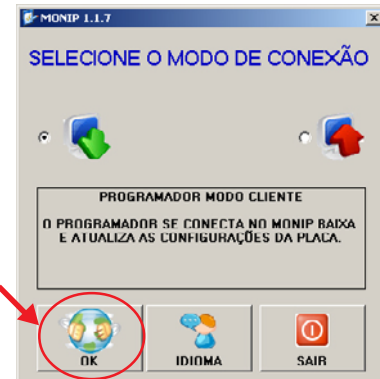 MONIP 1.1.7
SELECIONE O MODO DE CONEXÃO
PROGRAMADOR MODO CLIENTE
O PROGRAMADOR SE CONECTA NO MONIP BAIXA
E ATUALIZA AS CONFIGURAÇÕES DA PLACA.
OK
IDIOMA
SAIR